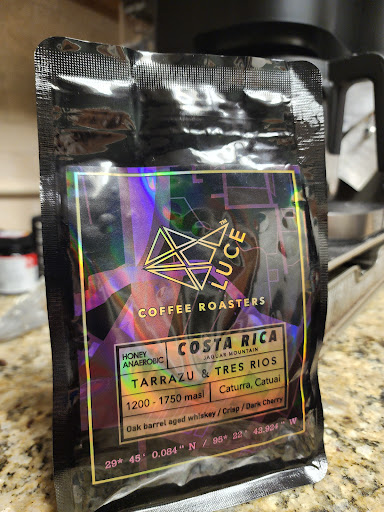 LUCE
COFFEE ROASTERS
HONEY
ANAEROBIC
COSTA RICA
JAGUAR MOUNTAIN
TARRAZU & TRES RIOS
1200 - 1750 masl
Caturra, Catuai
Oak barrel aged whiskey / Crisp / Dark Cherry
29* 45' 0.084" N / 95* 22' 43.924" W